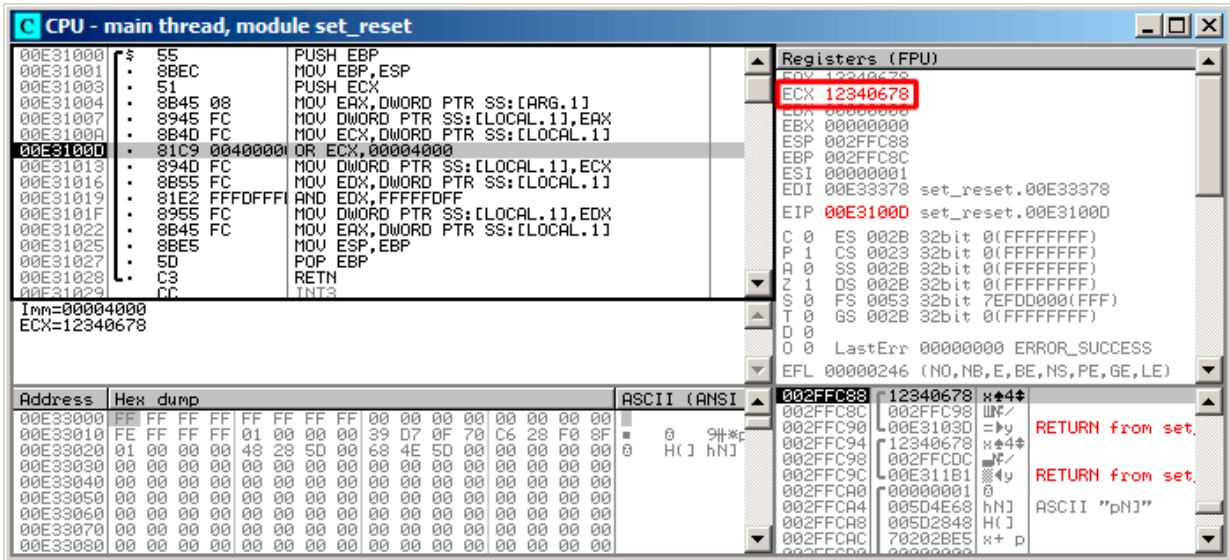 CPU - main thread, module set_reset
00E31000 $ 55 PUSH EBP
00E31001 . 8BEC MOV EBP,ESP
00E31003 . 51 PUSH ECX
00E31004 . 8B45 08 MOV EAX,DWORD PTR SS:[ARG.1]
00E31007 . 8945 FC MOV DWORD PTR SS:[LOCAL.1],EAX
00E3100A . 8B4D FC MOV ECX,DWORD PTR SS:[LOCAL.1]
00E3100D . 81C9 0040000 OR ECX,00004000
00E31013 . 894D FC MOV DWORD PTR SS:[LOCAL.1],ECX
00E31016 . 8B55 FC MOV EDX,DWORD PTR SS:[LOCAL.1]
00E31019 . 81E2 FFFDFFF AND EDX,FFFFFDFF
00E3101F . 8955 FC MOV DWORD PTR SS:[LOCAL.1],EDX
00E31022 . 8B45 FC MOV EAX,DWORD PTR SS:[LOCAL.1]
00E31025 . 8BE5 MOV ESP,EBP
00E31027 . 5D POP EBP
00E31028 . C3 RETN
00E31029 CC INT3
Imm=00004000
ECX=12340678
Registers (FPU)
EAX 12340678
ECX 12340678
EDX 00000000
EBX 00000000
ESP 002FFC88
EBP 002FFC8C
ESI 00000001
EDI 00E33378 set_reset.00E33378
EIP 00E3100D set_reset.00E3100D
C 0 ES 002B 32bit 0(FFFFFFFF)
P 1 CS 0023 32bit 0(FFFFFFFF)
A 0 SS 002B 32bit 0(FFFFFFFF)
Z 1 DS 002B 32bit 0(FFFFFFFF)
S 0 FS 0053 32bit 7EFDD000(FFF)
T 0 GS 002B 32bit 0(FFFFFFFF)
D 0
O 0 LastErr 00000000 ERROR_SUCCESS
EFL 00000246 (NO,NB,E,BE,NS,PE,GE,LE)
Address Hex dump ASCII (ANSI
00E33000 FF FF FF FF FF FF FF FF 00 00 00 00 00 00 00 00
00E33010 FE FF FF FF 01 00 00 00 39 D7 0F 70 C6 28 F0 8F
00E33020 01 00 00 00 48 28 5D 00 68 4E 5D 00 00 00 00 00 H(] hN]
00E33030 00 00 00 00 00 00 00 00 00 00 00 00 00 00 00 00
00E33040 00 00 00 00 00 00 00 00 00 00 00 00 00 00 00 00
00E33050 00 00 00 00 00 00 00 00 00 00 00 00 00 00 00 00
00E33060 00 00 00 00 00 00 00 00 00 00 00 00 00 00 00 00
00E33070 00 00 00 00 00 00 00 00 00 00 00 00 00 00 00 00
00E33080 00 00 00 00 00 00 00 00 00 00 00 00 00 00 00 00
002FFC88 12340678
002FFC8C 002FFC98
002FFC90 00E3103D RETURN from set
002FFC94 12340678
002FFC98 002FFCDC
002FFC9C 00E311B1 RETURN from set
002FFCA0 00000001
002FFCA4 005D4E68 hN] ASCII "pN]"
002FFCA8 005D2848 H(]
002FFCAC 70202BE5